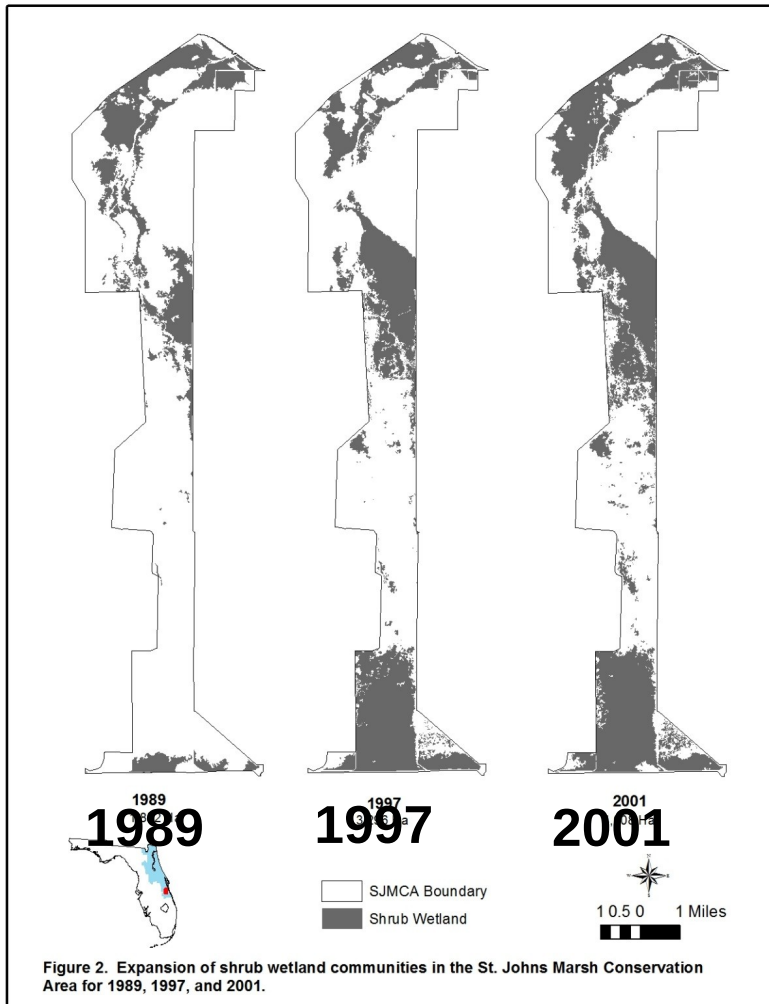 1989
1997
2001
1989
1997
2001
Ha
N
SJMCA Boundary
Shrub Wetland
1 0.5 0 1 Miles
Figure 2. Expansion of shrub wetland communities in the St. Johns Marsh Conservation
Area for 1989, 1997, and 2001.